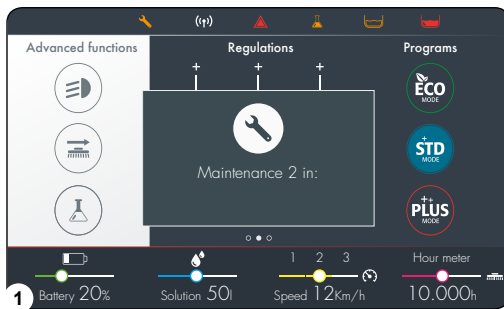 Advanced functions
Regulations
Programs
+ + +
ECO
MODE
Maintenance 2 in:
+
STD
MODE
++
PLUS
MODE
1 2 3
Hour meter
1
Battery 20%
Solution 50l
Speed 12Km/h
10.000h